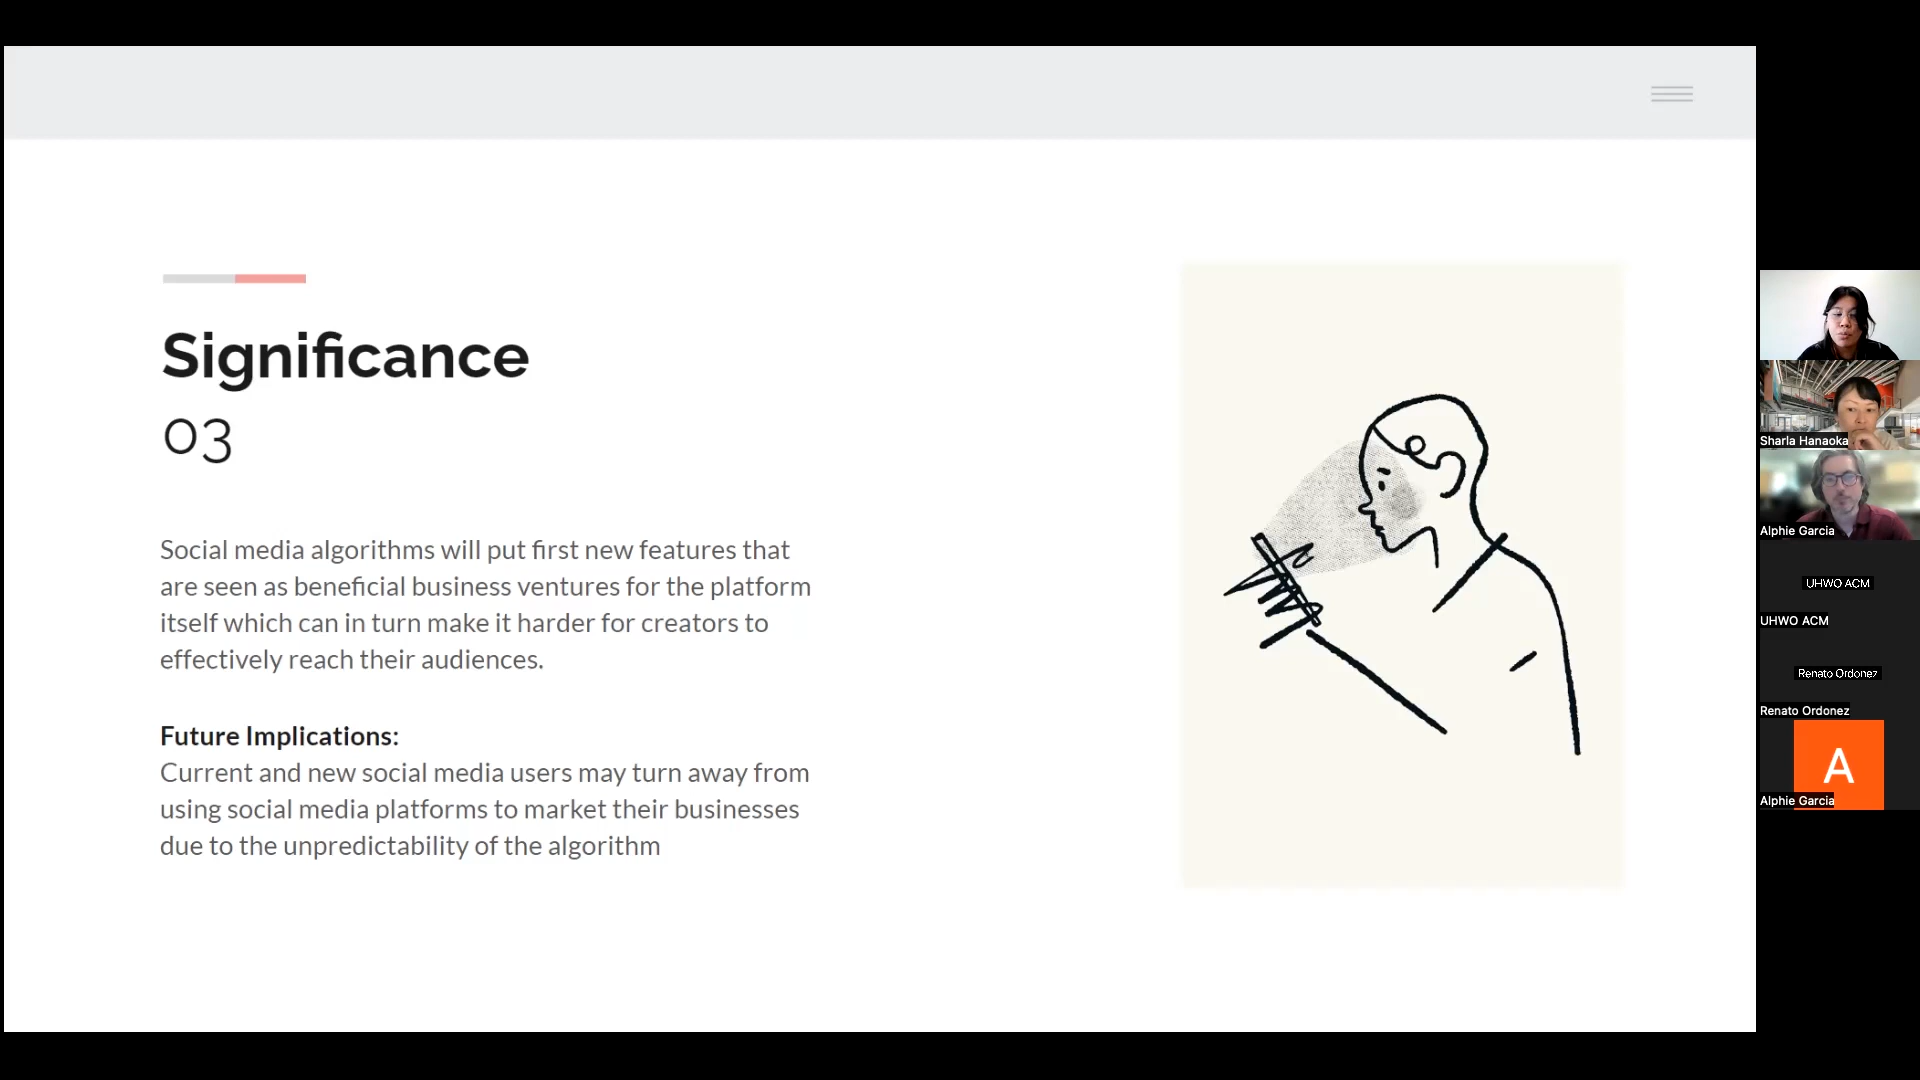 Significance
03
Social media algorithms will put first new features that
are seen as beneficial business ventures for the platform
itself which can in turn make it harder for creators to
effectively reach their audiences.
Future Implications:
Current and new social media users may turn away from
using social media platforms to market their businesses
due to the unpredictability of the algorithm
Sharla Hanaoka
Alphie Garcia
UHWO ACM
UHWO ACM
Renato Ordonez
Renato Ordonez
A
Alphie Garcia